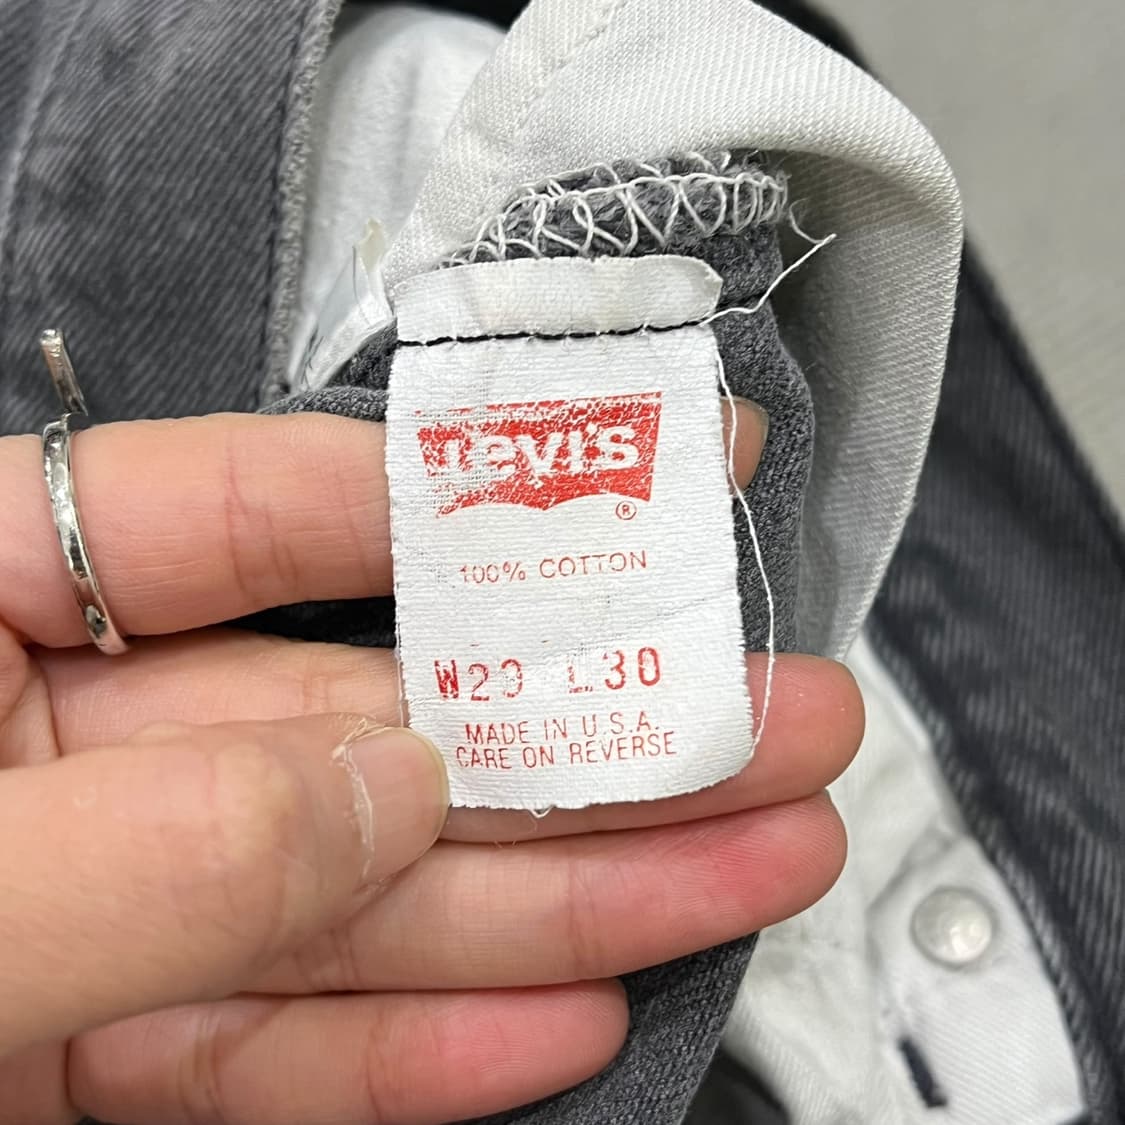 Levi's
®
100% COTTON
W29 L30
MADE IN U.S.A.
CARE ON REVERSE